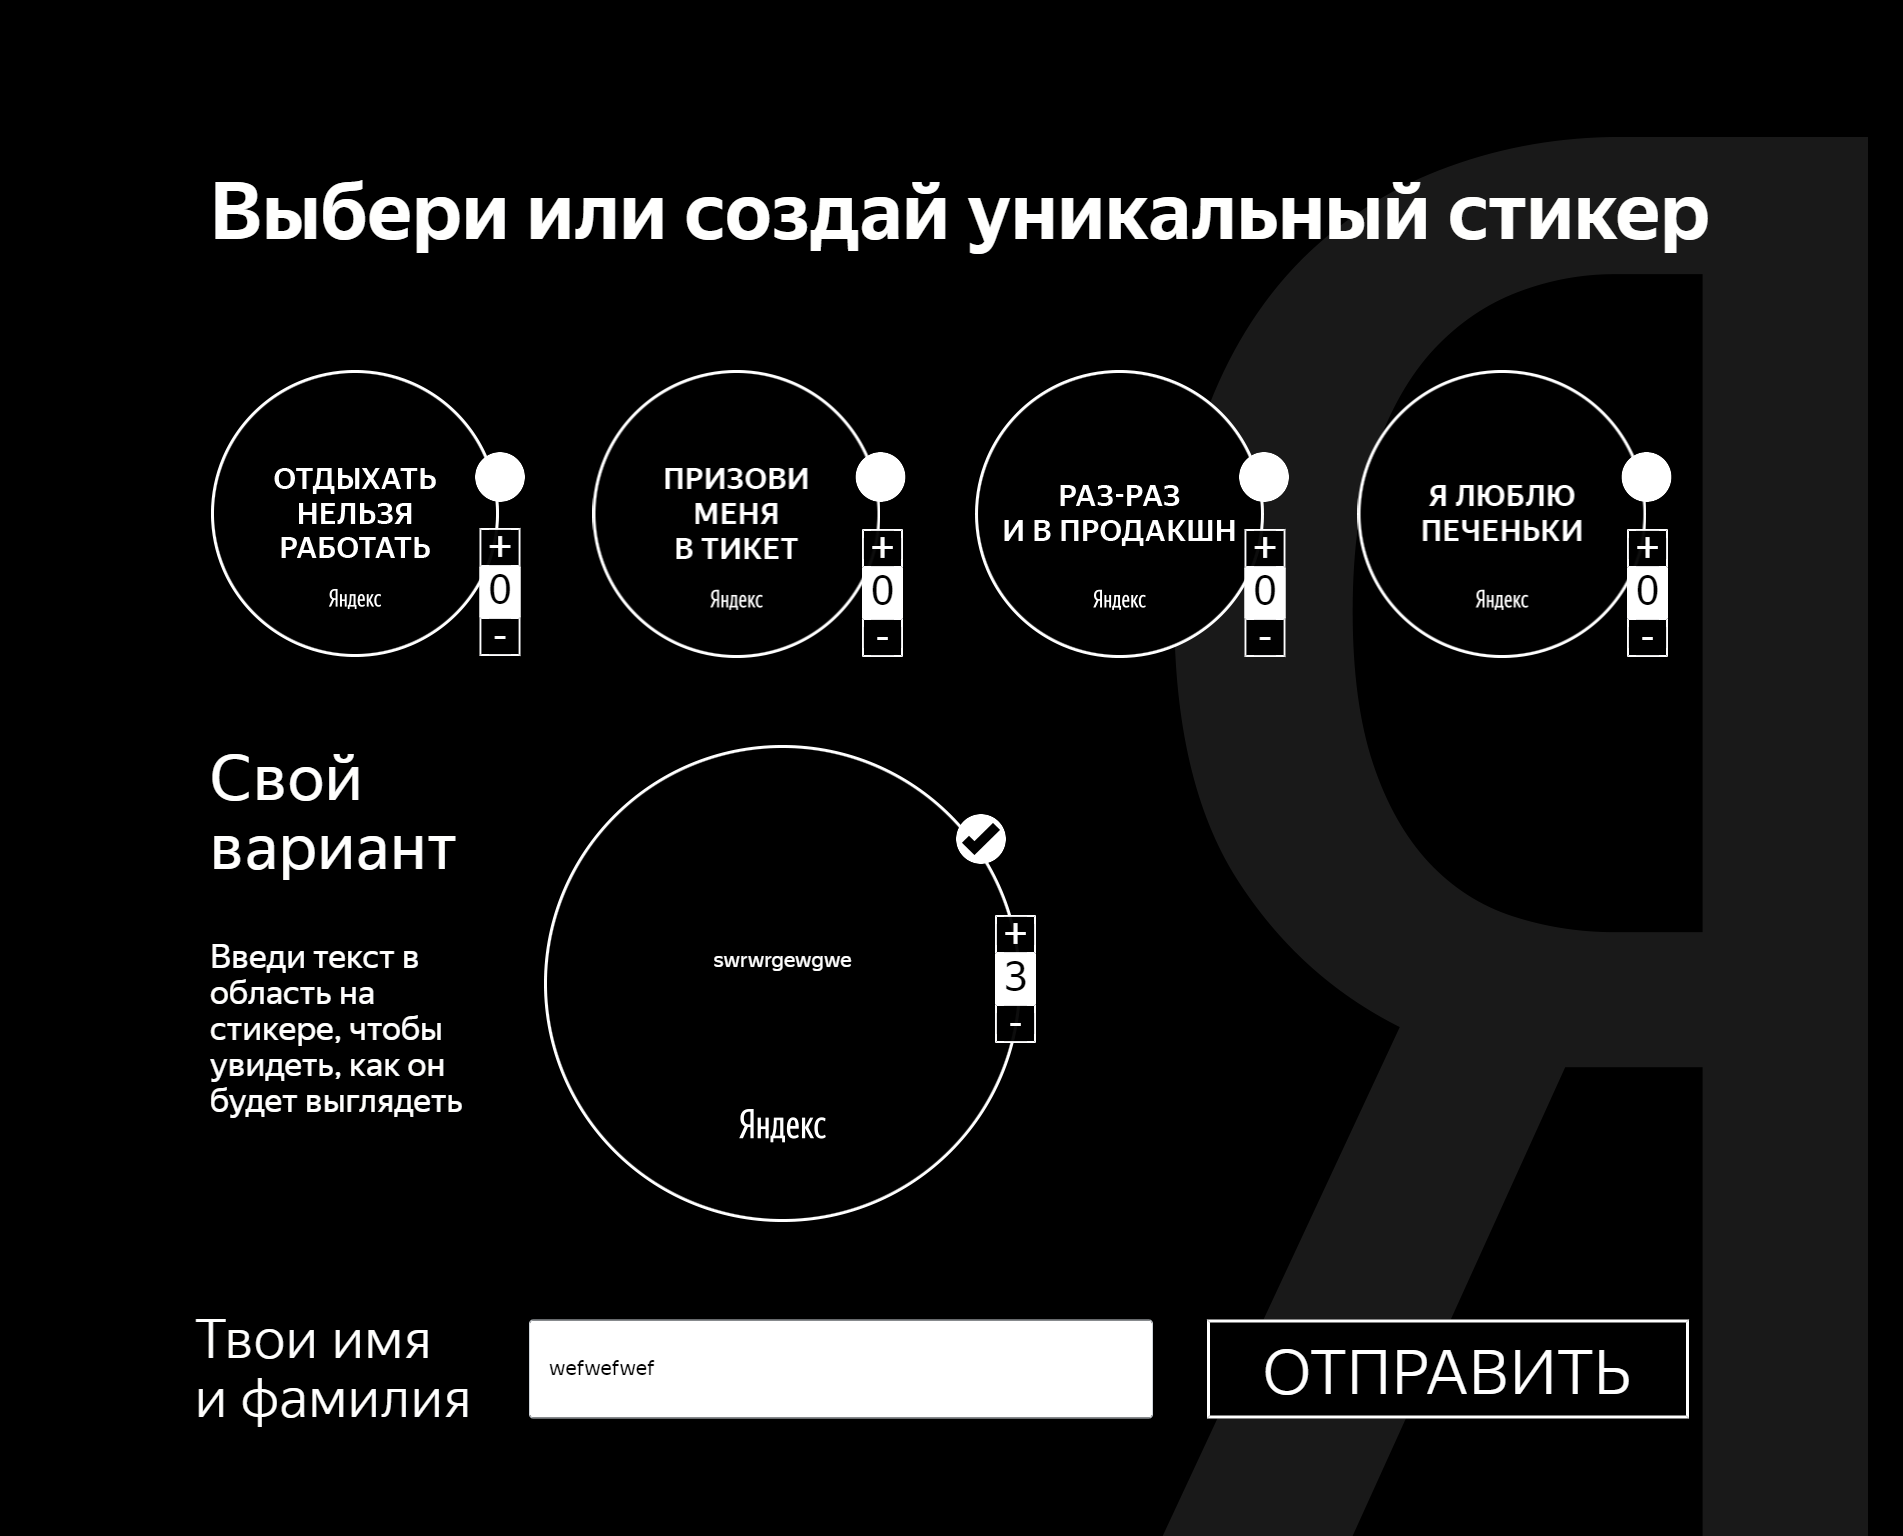 Выбери или создай уникальный стикер
ОТДЫХАТЬ
НЕЛЬЗЯ
РАБОТАТЬ
Яндекс
+
0
-
ПРИЗОВИ
МЕНЯ
В ТИКЕТ
Яндекс
+
0
-
РАЗ-РАЗ
И В ПРОДАКШН
Яндекс
+
0
-
Я ЛЮБЛЮ
ПЕЧЕНЬКИ
Яндекс
+
0
-
Свой
вариант
Введи текст в
область на
стикере, чтобы
увидеть, как он
будет выглядеть
swrwrgewgwe
Яндекс
+
3
-
Твои имя
и фамилия
wefwefwef
ОТПРАВИТЬ
Я